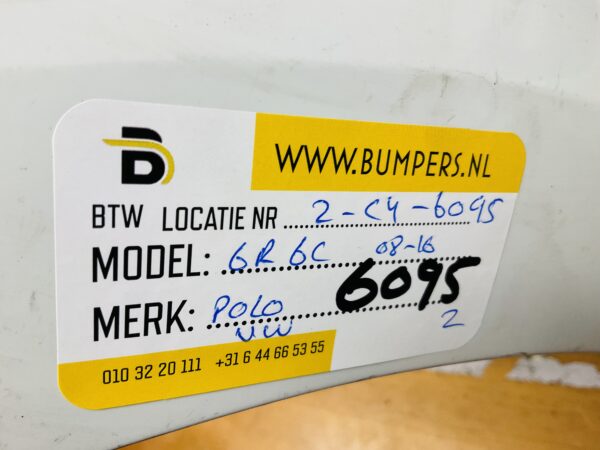 B
WWW.BUMPERS.NL
BTW LOCATIE NR 2-C4-6095
MODEL: 6R 6C 08-16
MERK: POLO 6095
VW 2
010 32 20 111 +31 6 44 66 53 55